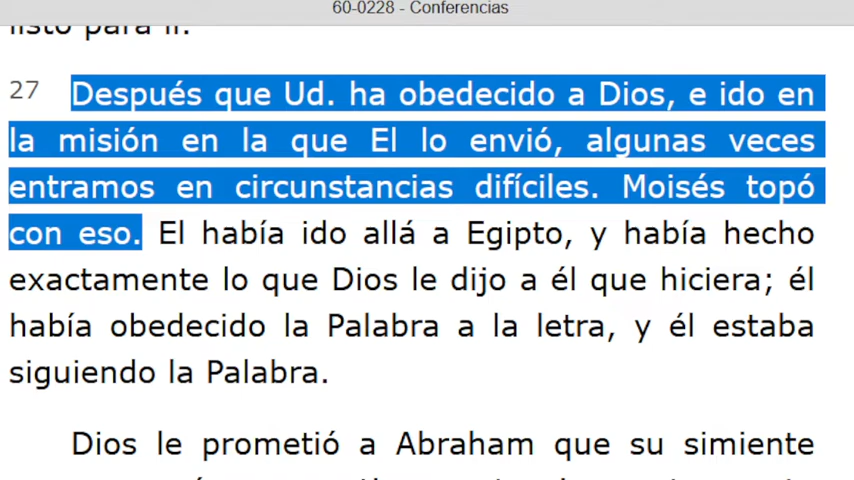 60-0228 - Conferencias
listo para ir.
27 Después que Ud. ha obedecido a Dios, e ido en
la misión en la que El lo envió, algunas veces
entramos en circunstancias difíciles. Moisés topó
con eso. El había ido allá a Egipto, y había hecho
exactamente lo que Dios le dijo a él que hiciera; él
había obedecido la Palabra a la letra, y él estaba
siguiendo la Palabra.
Dios le prometió a Abraham que su simiente